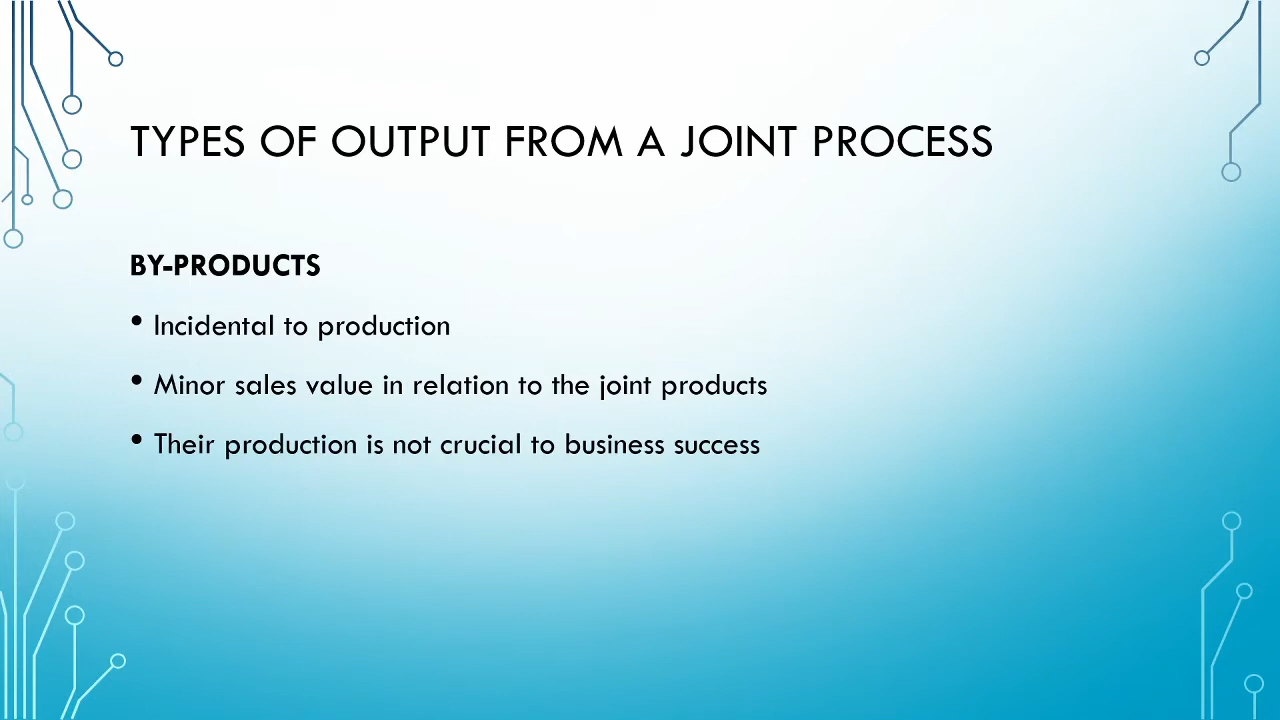 TYPES OF OUTPUT FROM A JOINT PROCESS
BY-PRODUCTS
• Incidental to production
• Minor sales value in relation to the joint products
• Their production is not crucial to business success